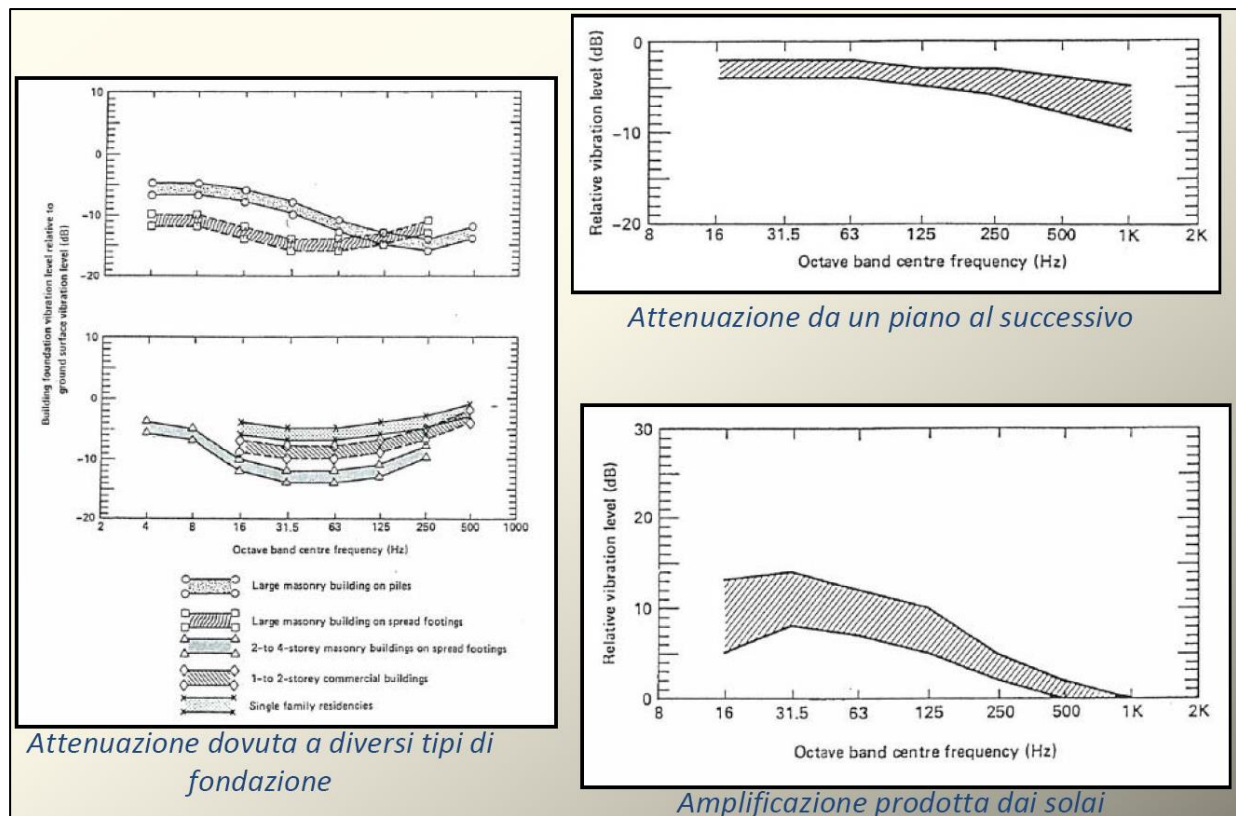 10
0
-10
-20
10
0
-10
-20
2
4
8
16
31.5
63
125
250
500
1000
Building foundation vibration level relative to
ground surface vibration level (dB)
Octave band centre frequency (Hz)
Large masonry building on piles
Large masonry building on spread footings
2-to 4-storey masonry buildings on spread footings
1-to 2-storey commercial buildings
Single family residencies
Attenuazione dovuta a diversi tipi di
fondazione
0
-10
-20
Relative vibration level (dB)
8
16
31.5
63
125
250
500
1K
2K
Octave band centre frequency (Hz)
Attenuazione da un piano al successivo
30
20
10
0
Relative vibration level (dB)
8
16
31.5
63
125
250
500
1K
2K
Octave band centre frequency (Hz)
Amplificazione prodotta dai solai